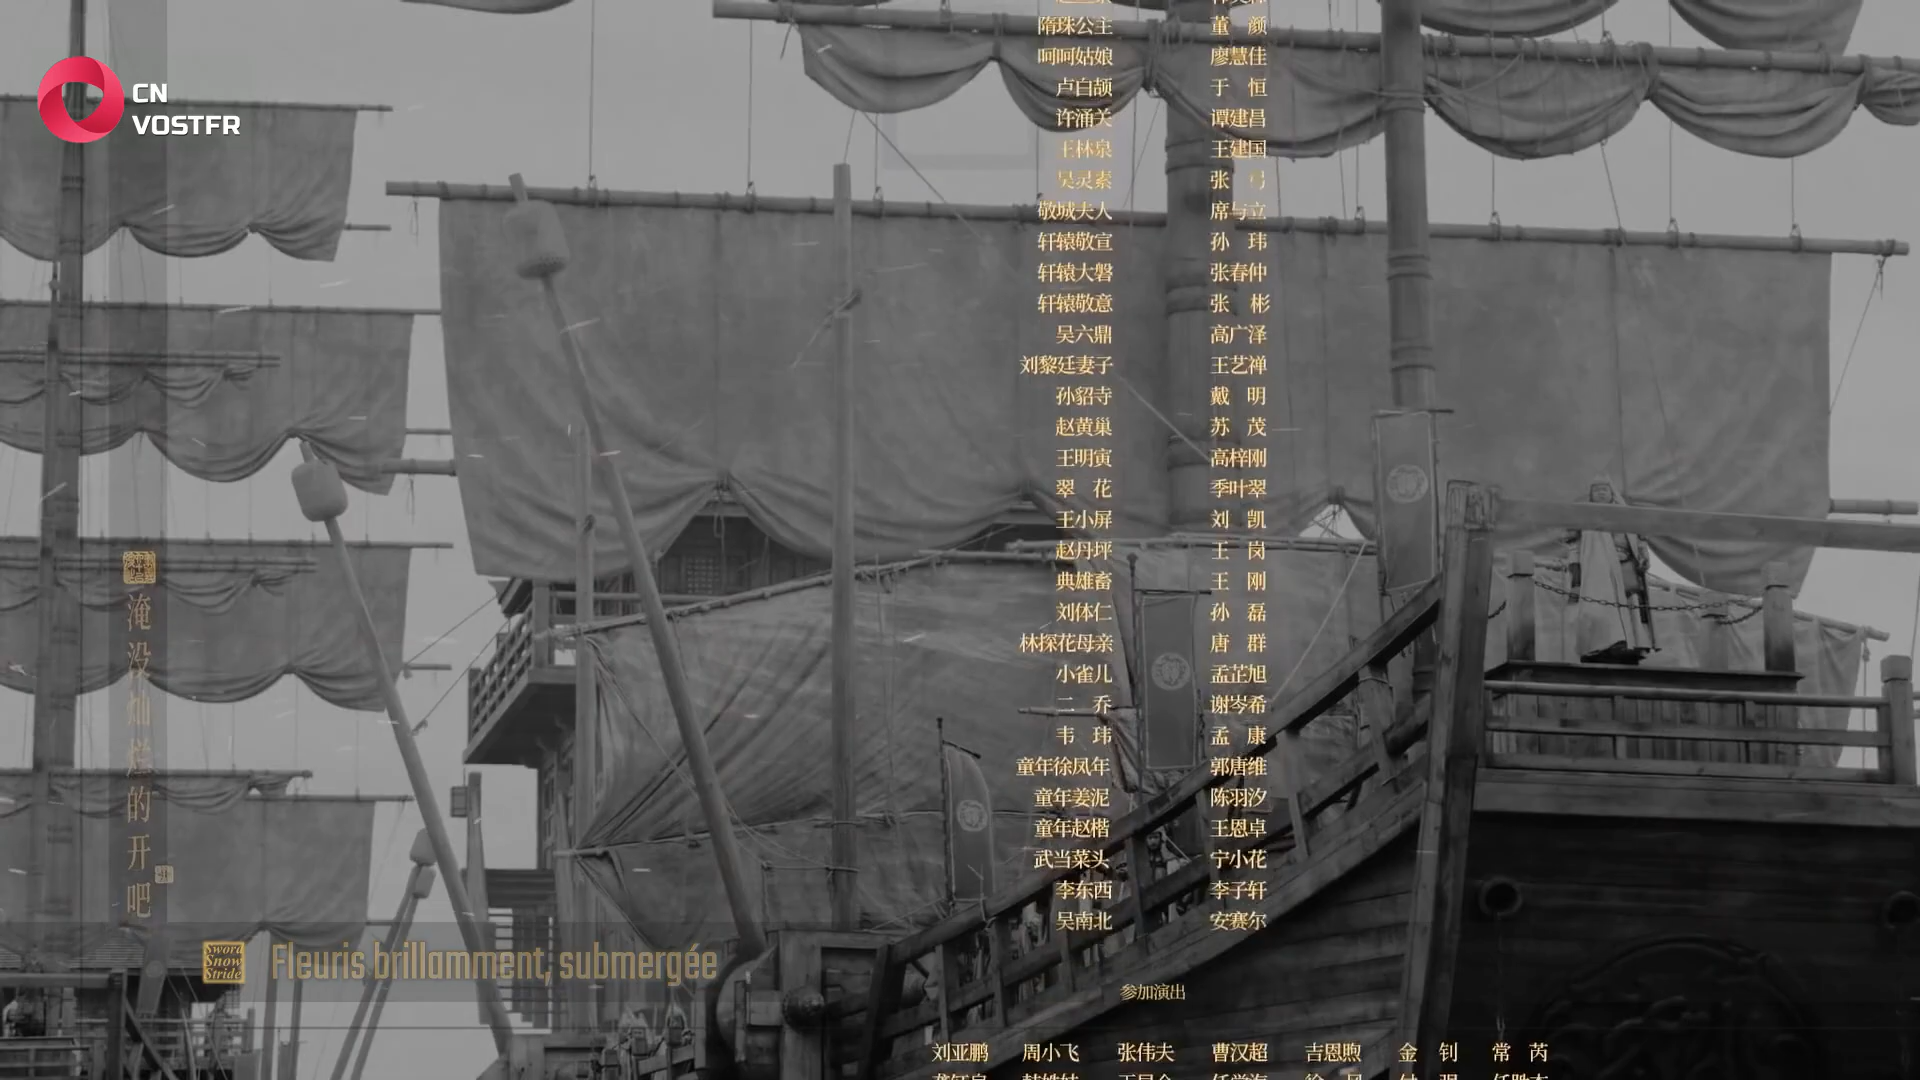 CN
VOSTFR
隋珠公主 董 颜
呵呵姑娘 廖慧佳
卢白颉 于 恒
许涌关 谭建昌
王林泉 王建国
吴灵素 张 弓
敬城夫人 席与立
轩辕敬宣 孙 玮
轩辕大磐 张春仲
轩辕敬意 张 彬
吴六鼎 高广泽
刘黎廷妻子 王艺禅
孙貂寺 戴 明
赵黄巢 苏 茂
王明寅 高梓刚
翠 花 季叶翠
王小屏 刘 凯
赵丹坪 王 岗
典雄畜 王 刚
刘体仁 孙 磊
林探花母亲 唐 群
小雀儿 孟芷旭
二 乔 谢岑希
韦 玮 孟 康
童年徐凤年 郭唐维
童年姜泥 陈羽汐
童年赵楷 王恩卓
武当菜头 宁小花
李东西 李子轩
吴南北 安赛尔
参加演出
刘亚鹏 周小飞 张伟夫 曹汉超 吉恩煦 金 钊 常 芮
淹没灿烂的开吧
Sword
Snow
Stride
Fleuris brillamment, submergée